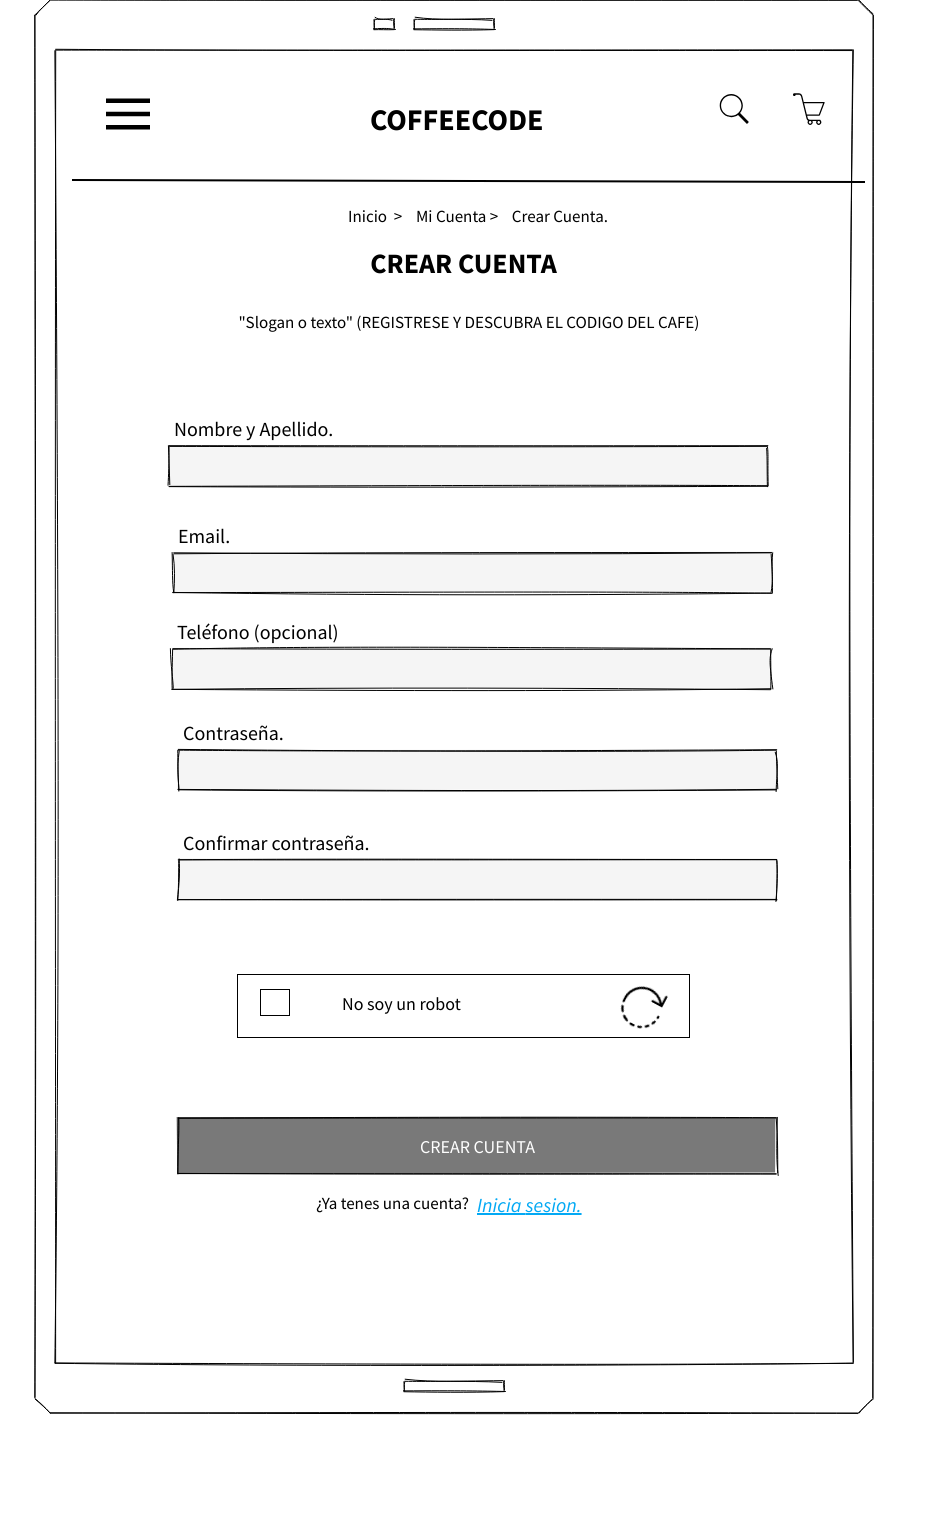 COFFEECODE
Inicio > Mi Cuenta > Crear Cuenta.
CREAR CUENTA
"Slogan o texto" (REGISTRESE Y DESCUBRA EL CODIGO DEL CAFE)
Nombre y Apellido.
Email.
Teléfono (opcional)
Contraseña.
Confirmar contraseña.
No soy un robot
CREAR CUENTA
¿Ya tenes una cuenta? Inicia sesion.